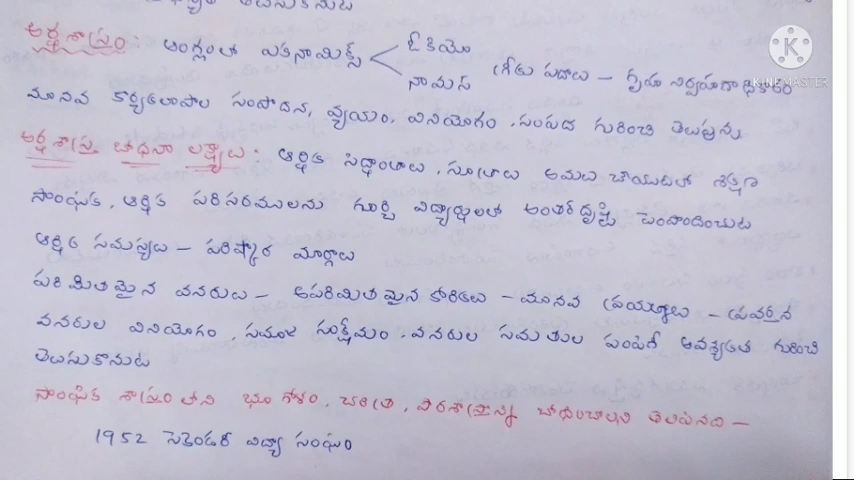 తెలుసుకొనుట
అర్థశాస్త్రం : ఆంగ్లంలో ఎకనామిక్స్ < ఓకియో
నామస (గ్రీకు పదాలు - గృహ నిర్వహణాధికారం
మానవ కార్యకలాపాల సంపాదన, వ్యయం, వినియోగం, సంపద గురించి తెలుపును
అర్థశాస్త్ర బోధనా లక్ష్యాలు : ఆర్థిక సిద్ధాంతాలు, సూత్రాలు అమలు చేయుటలో శిక్షణ
సాంఘిక, ఆర్థిక పరిసరములను గూర్చి విద్యార్థులలో అంతర్ దృష్టి పెంపొందించుట
ఆర్థిక సమస్యలు - పరిష్కార మార్గాలు
పరిమితమైన వనరులు - అపరిమితమైన కోరికలు - మానవ ప్రయత్నాలు - ప్రవర్తన
వనరుల వినియోగం, సమాజ సంక్షేమం, వనరుల సమతుల పంపిణీ ఆవశ్యకత గురించి
తెలుసుకొనుట
సాంఘిక శాస్త్రంలోని భూగోళం, చరిత్ర, పౌరశాస్త్రాన్ని బోధించాలని తెలిపినది -
1952 సెకండరీ విద్యా సంఘం
KINEMASTER